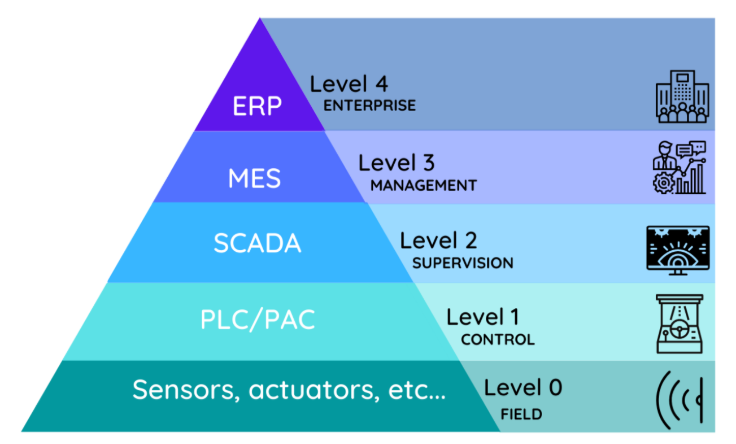 Level 4
ERP
ENTERPRISE
Level 3
MES
MANAGEMENT
Level 2
SCADA
SUPERVISION
Level 1
PLC/PAC
CONTROL
Sensors, actuators, etc...
Level 0
FIELD